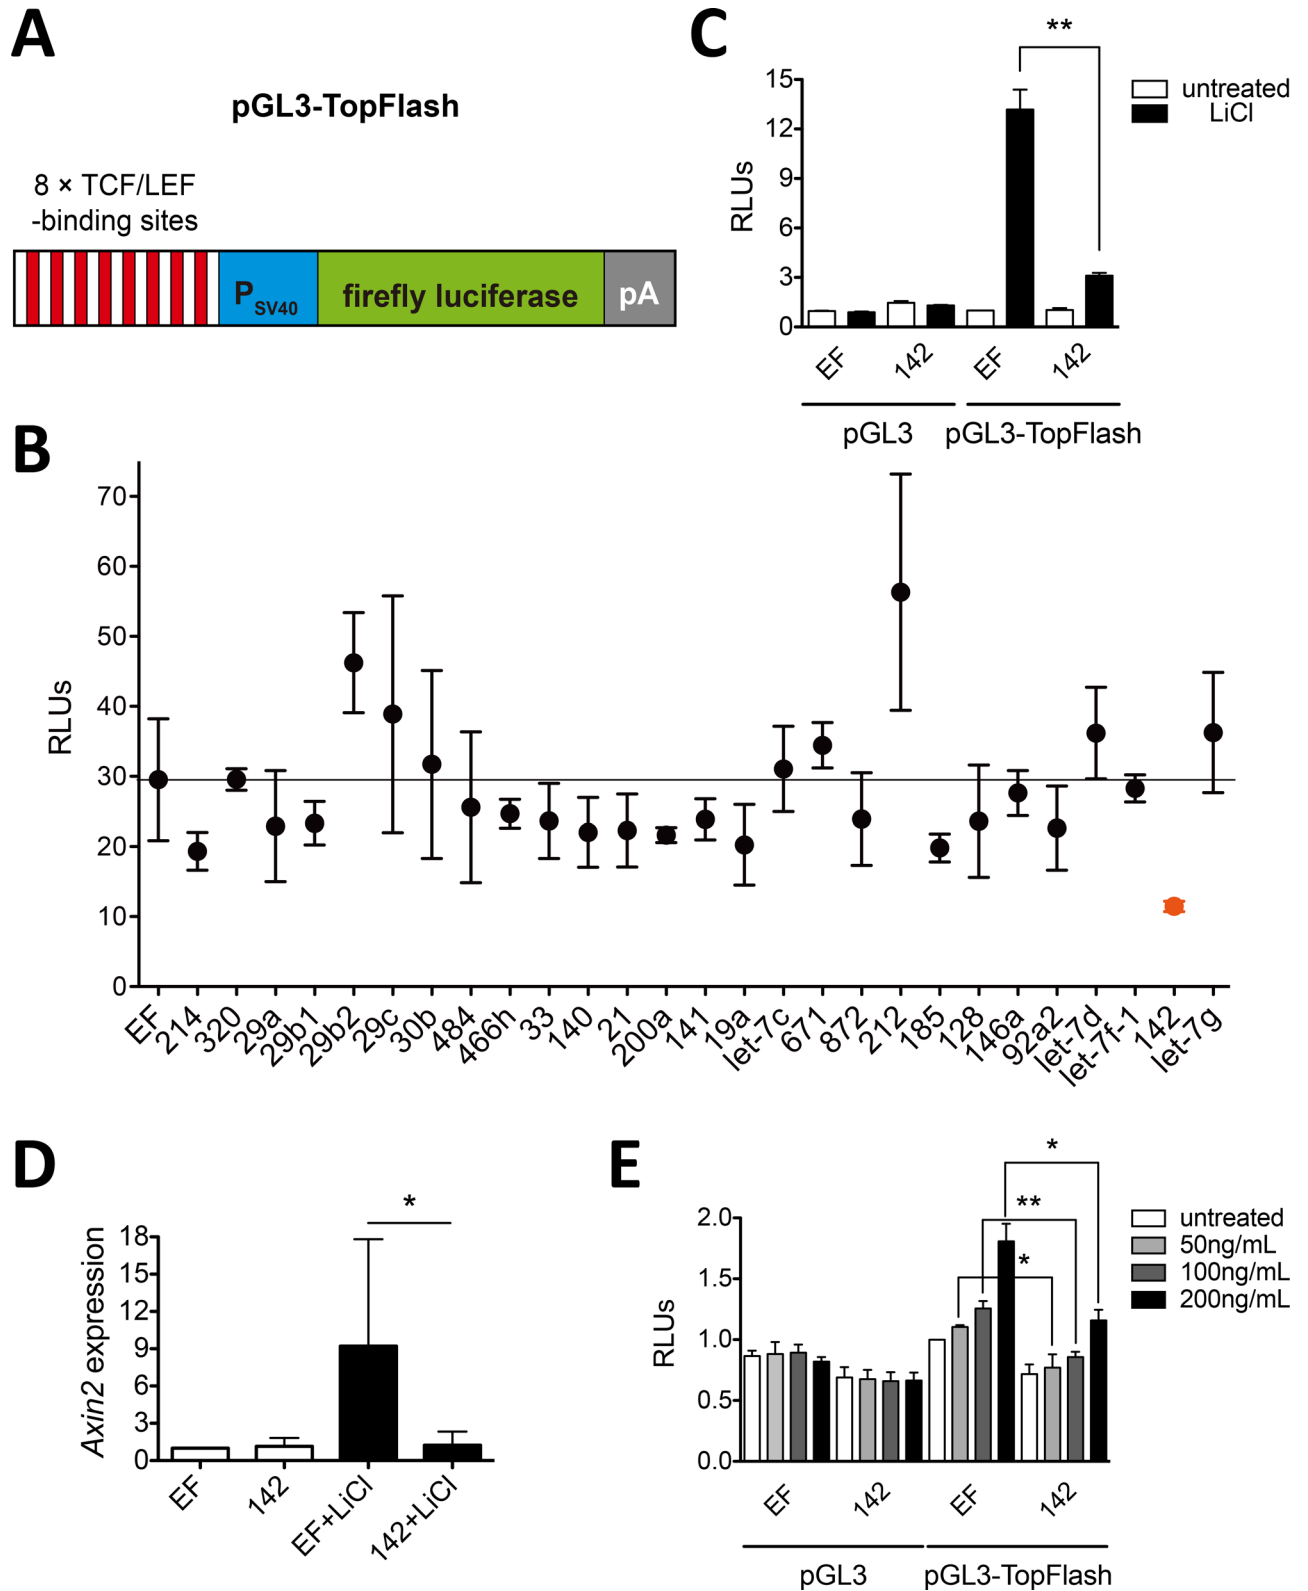 A
pGL3-TopFlash
8 × TCF/LEF
-binding sites
PSV40
firefly luciferase
pA
C
**
15
12
9
6
3
0
RLUs
untreated
LiCl
EF
142
EF
142
pGL3
pGL3-TopFlash
B
70
60
50
40
30
20
10
0
RLUs
EF
214
320
29a
29b1
29b2
29c
30b
484
466h
33
140
21
200a
141
19a
let-7c
671
872
212
185
128
146a
92a2
let-7d
let-7f-1
142
let-7g
D
*
18
15
12
9
6
3
0
Axin2 expression
EF
142
EF+LiCl
142+LiCl
E
*
**
*
2.0
1.5
1.0
0.5
0.0
RLUs
untreated
50ng/mL
100ng/mL
200ng/mL
EF
142
EF
142
pGL3
pGL3-TopFlash